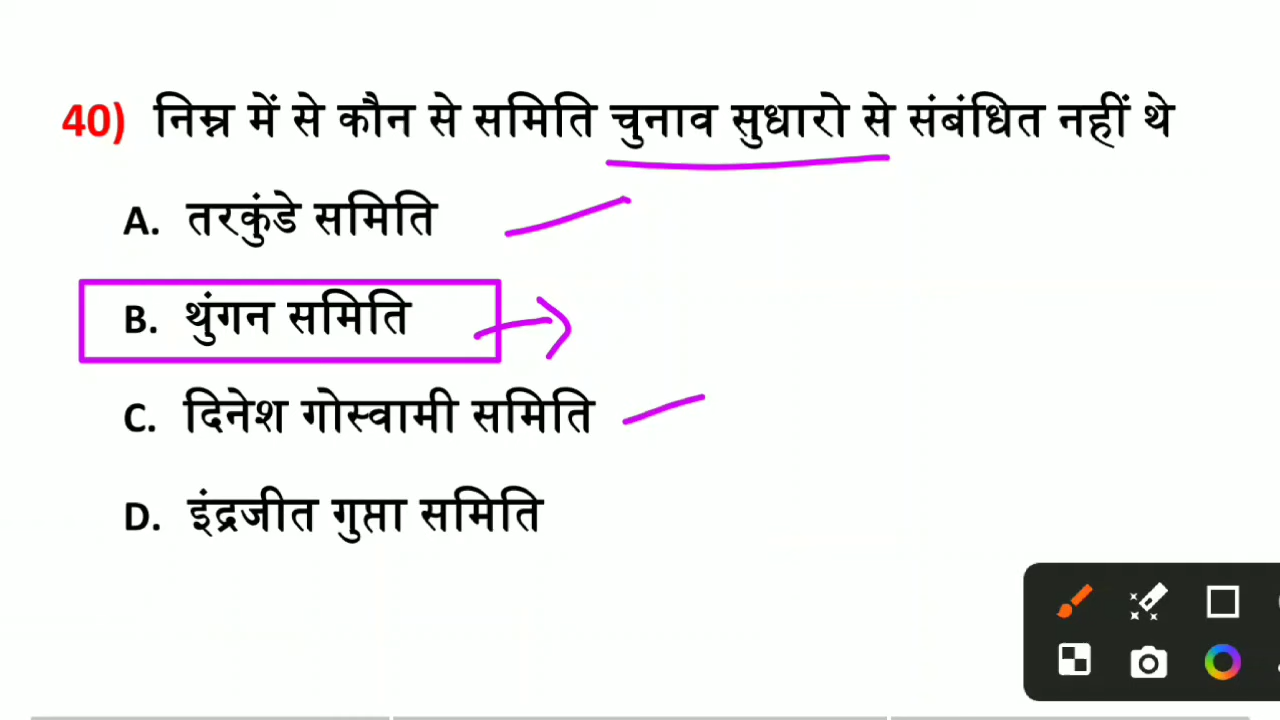 40) निम्न में से कौन से समिति चुनाव सुधारो से संबंधित नहीं थे
A. तरकुंडे समिति
B. थुंगन समिति
C. दिनेश गोस्वामी समिति
D. इंद्रजीत गुप्ता समिति